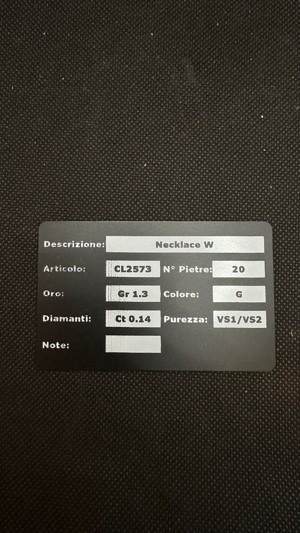 Descrizione: Necklace W
Articolo: CL2573 N° Pietre: 20
Oro: Gr 1.3 Colore: G
Diamanti: Ct 0.14 Purezza: VS1/VS2
Note: